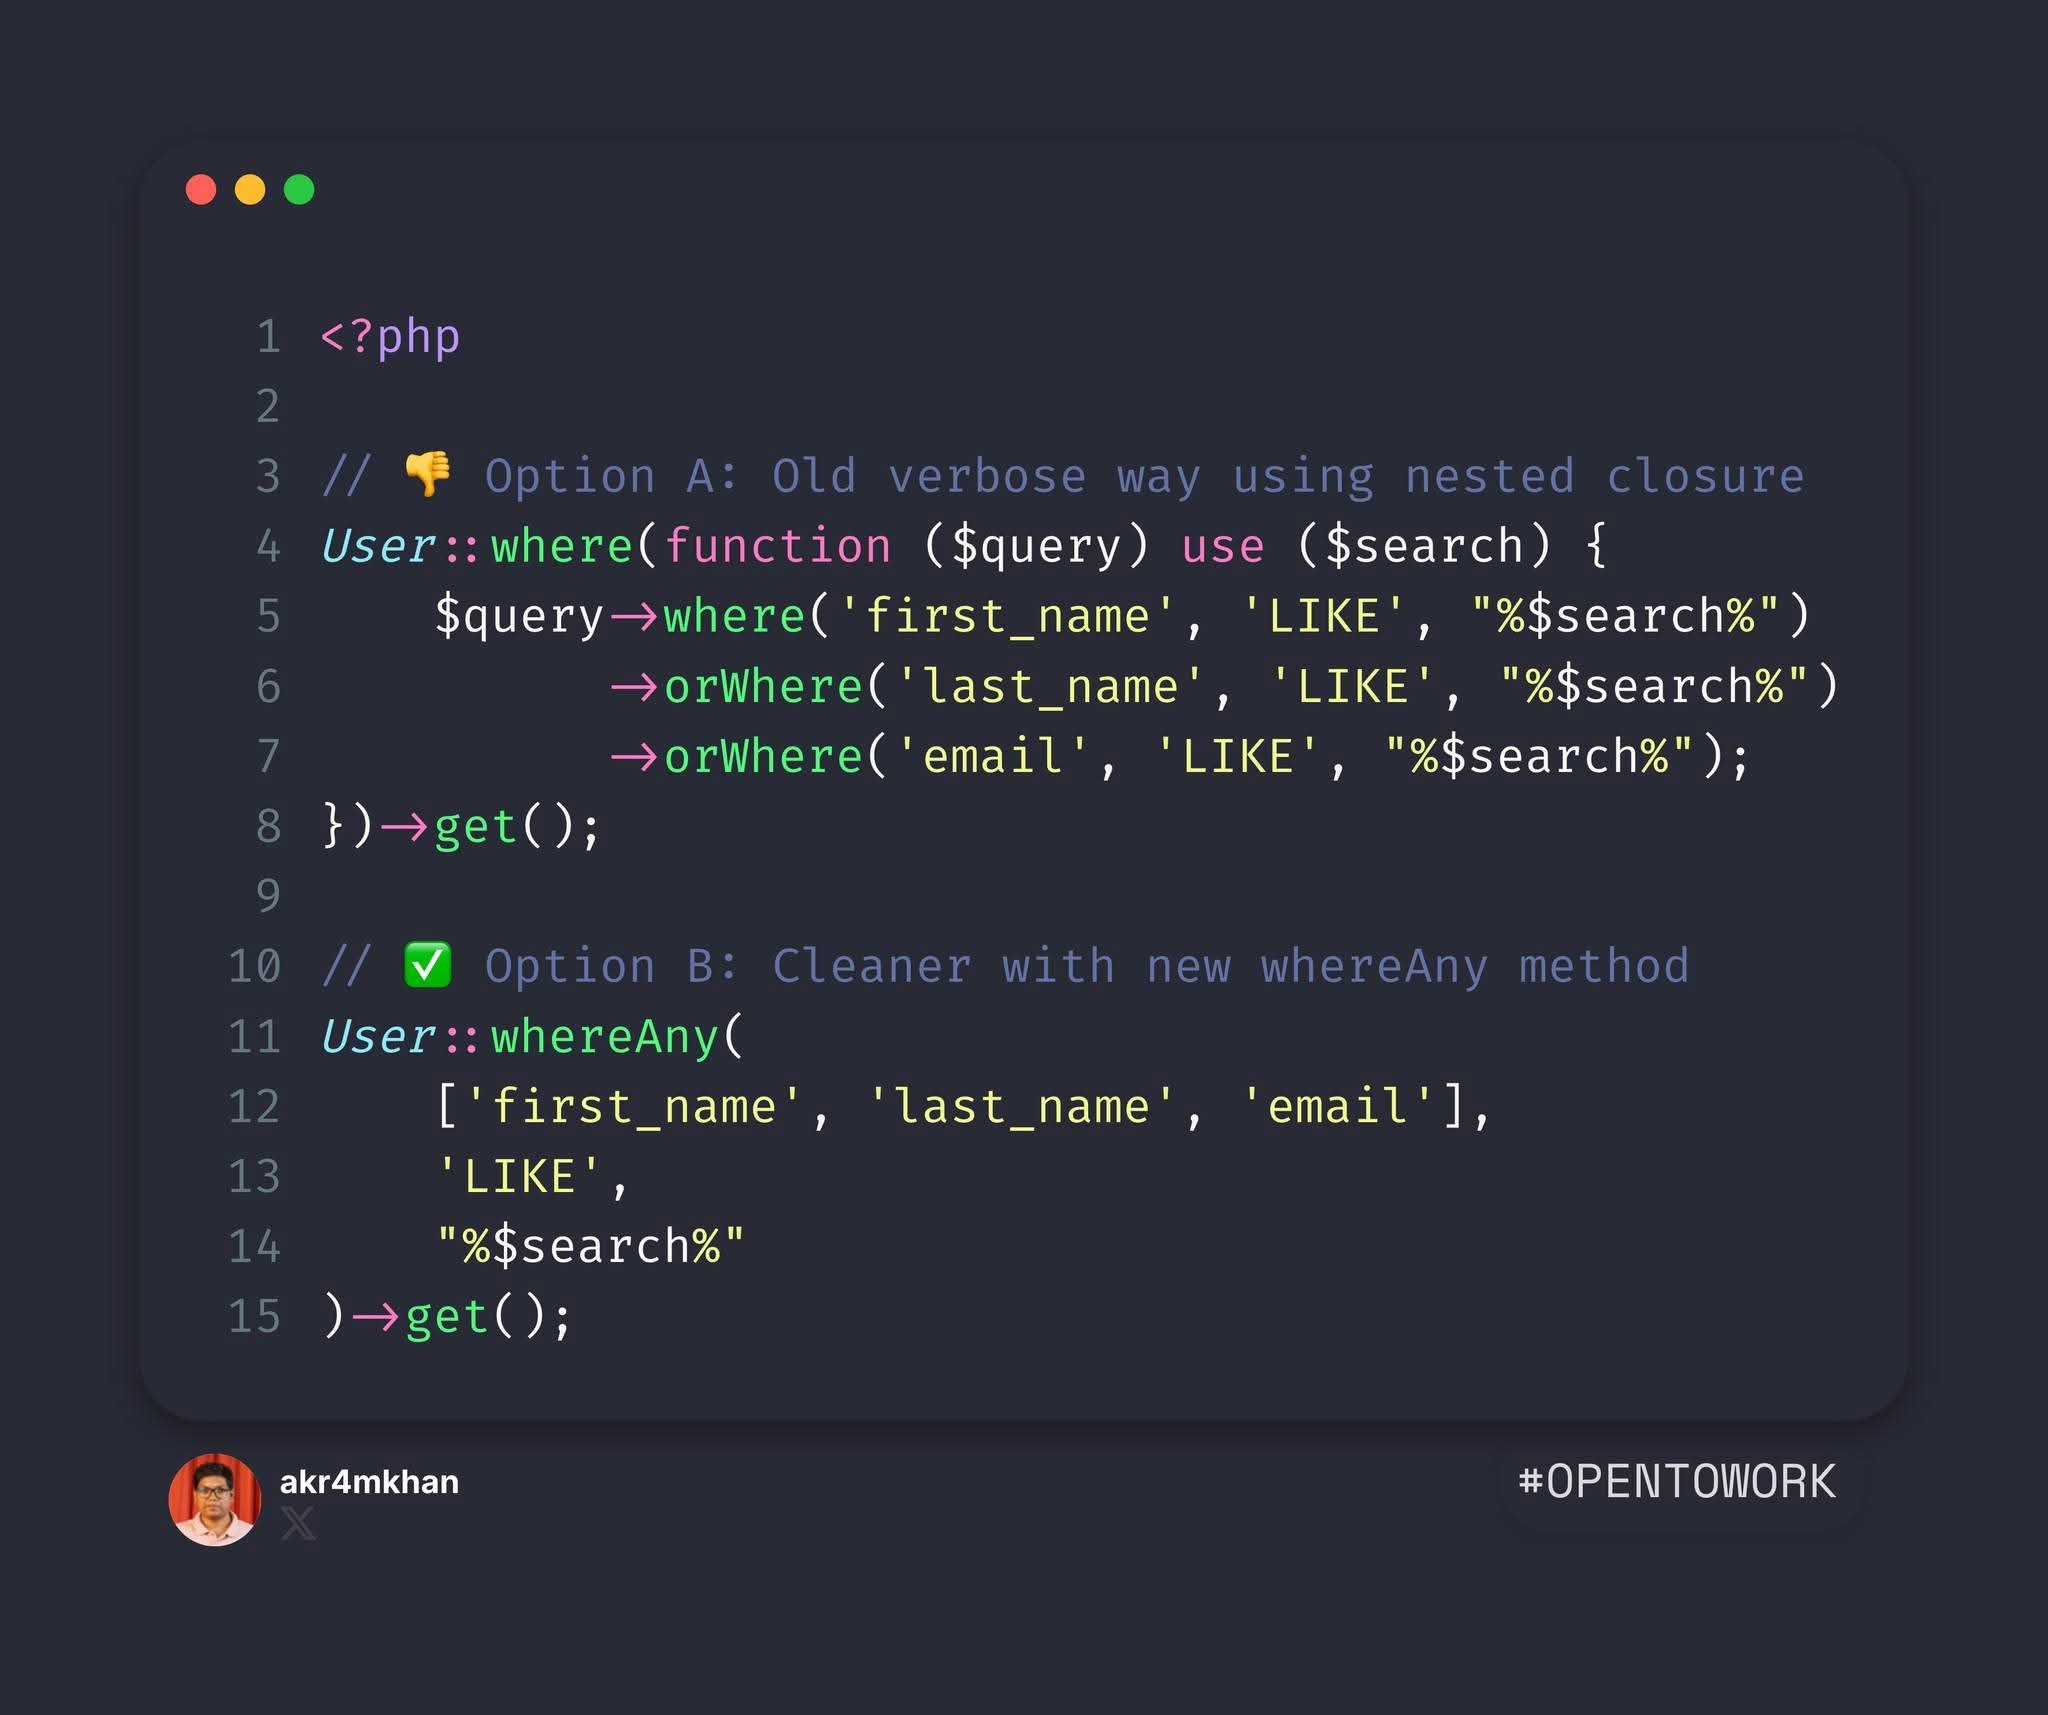 1 <?php
2
3 // 👎 Option A: Old verbose way using nested closure
4 User::where(function ($query) use ($search) {
5     $query->where('first_name', 'LIKE', "%$search%")
6           ->orWhere('last_name', 'LIKE', "%$search%")
7           ->orWhere('email', 'LIKE', "%$search%");
8 })->get();
9
10 // ✅ Option B: Cleaner with new whereAny method
11 User::whereAny(
12     ['first_name', 'last_name', 'email'],
13     'LIKE',
14     "%$search%"
15 )->get();
akr4mkhan
#OPENTOWORK